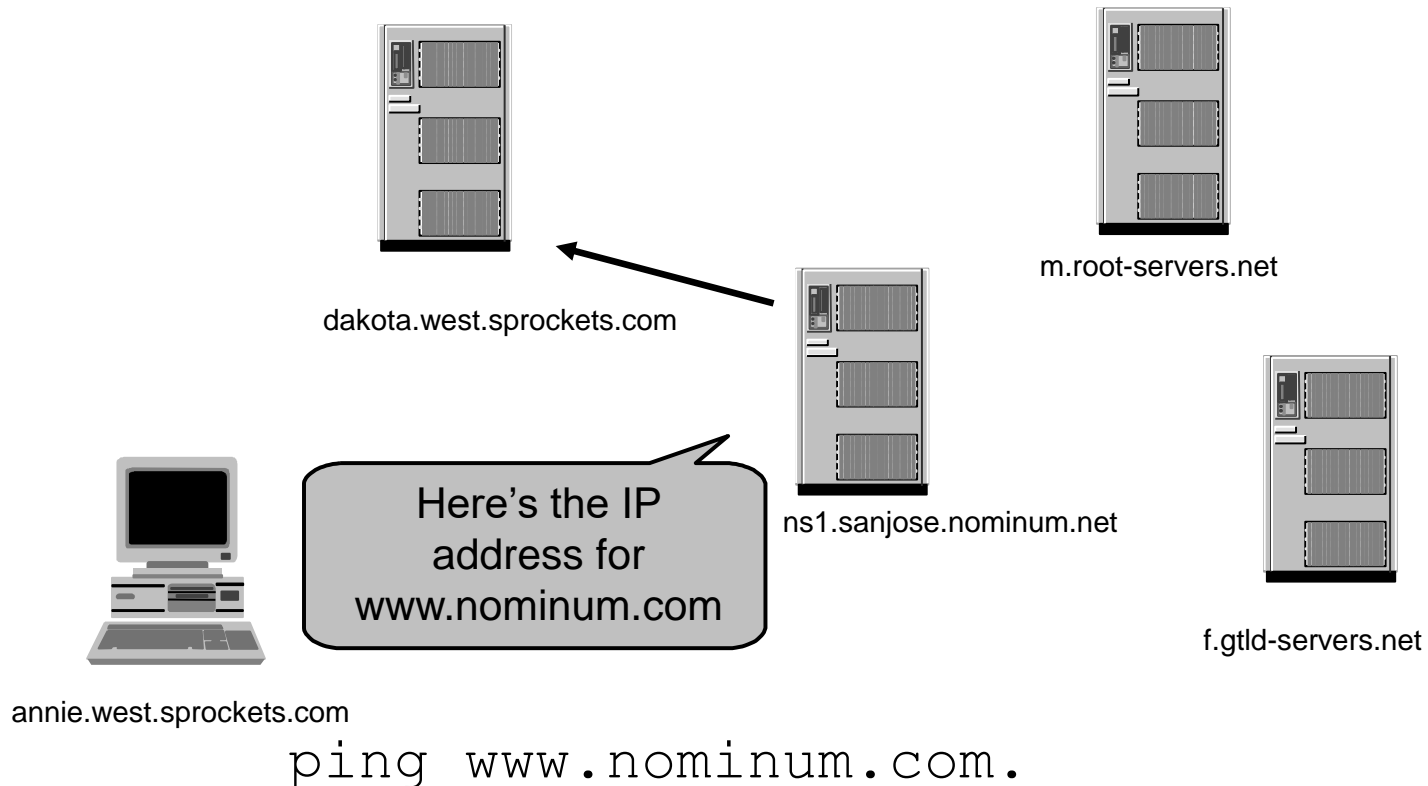 m.root-servers.net
dakota.west.sprockets.com
Here’s the IP
address for
www.nominum.com
ns1.sanjose.nominum.net
f.gtld-servers.net
annie.west.sprockets.com
ping www.nominum.com.